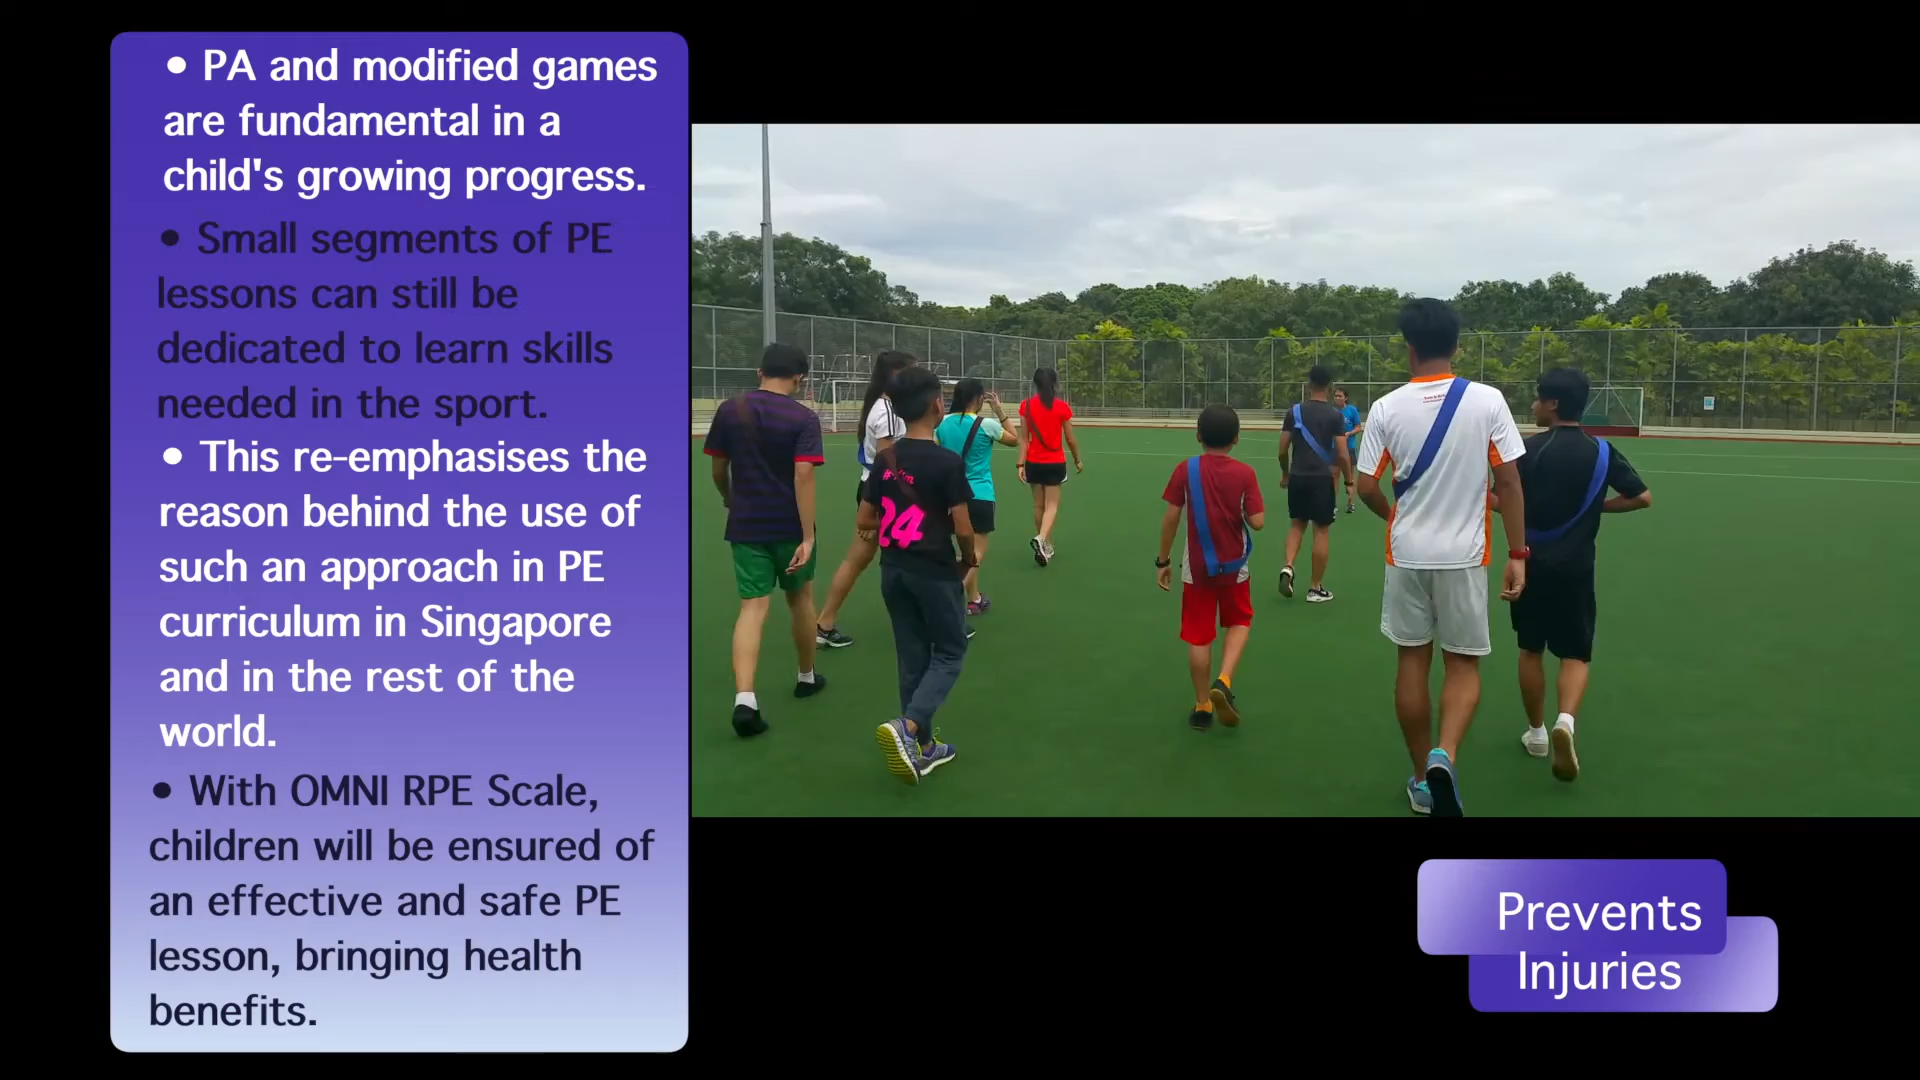 • PA and modified games
are fundamental in a
child's growing progress.
• Small segments of PE
lessons can still be
dedicated to learn skills
needed in the sport.
• This re-emphasises the
reason behind the use of
such an approach in PE
curriculum in Singapore
and in the rest of the
world.
• With OMNI RPE Scale,
children will be ensured of
an effective and safe PE
lesson, bringing health
benefits.
24
Prevents
Injuries